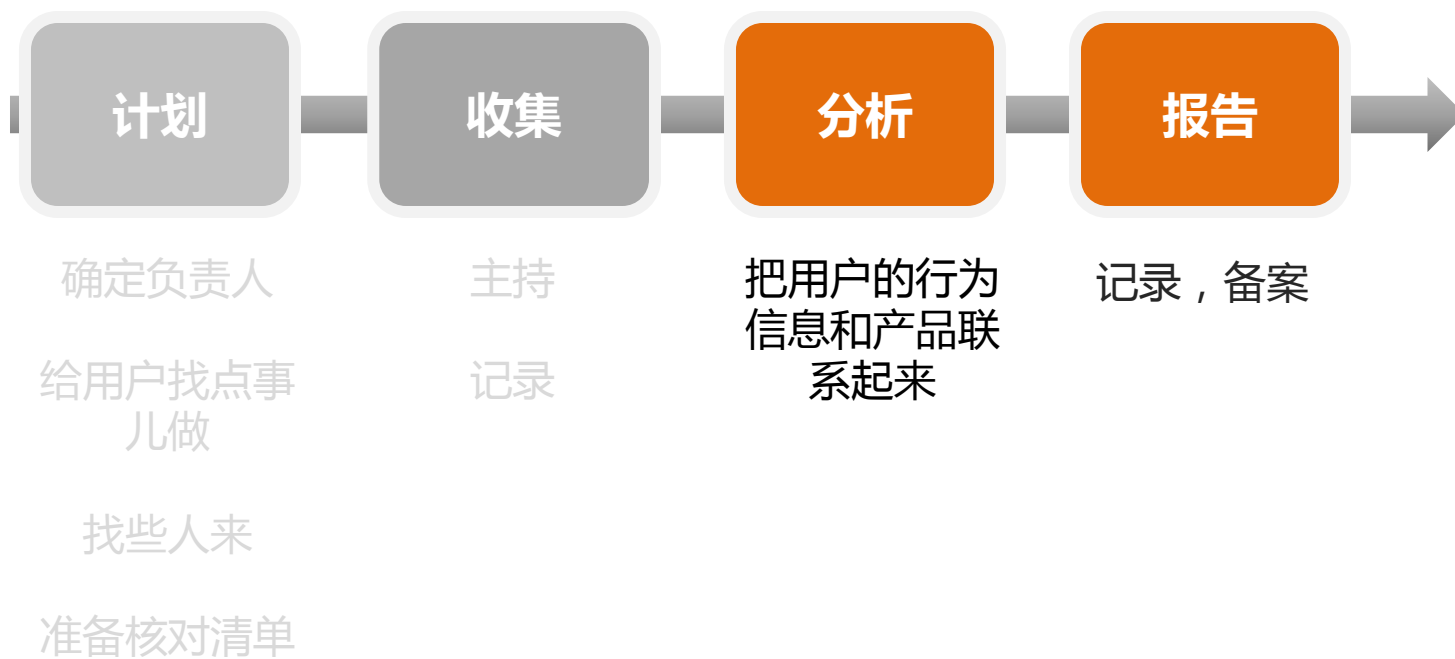 计划
收集
分析
报告
确定负责人
给用户找点事
儿做
找些人来
准备核对清单
主持
记录
把用户的行为
信息和产品联
系起来
记录，备案